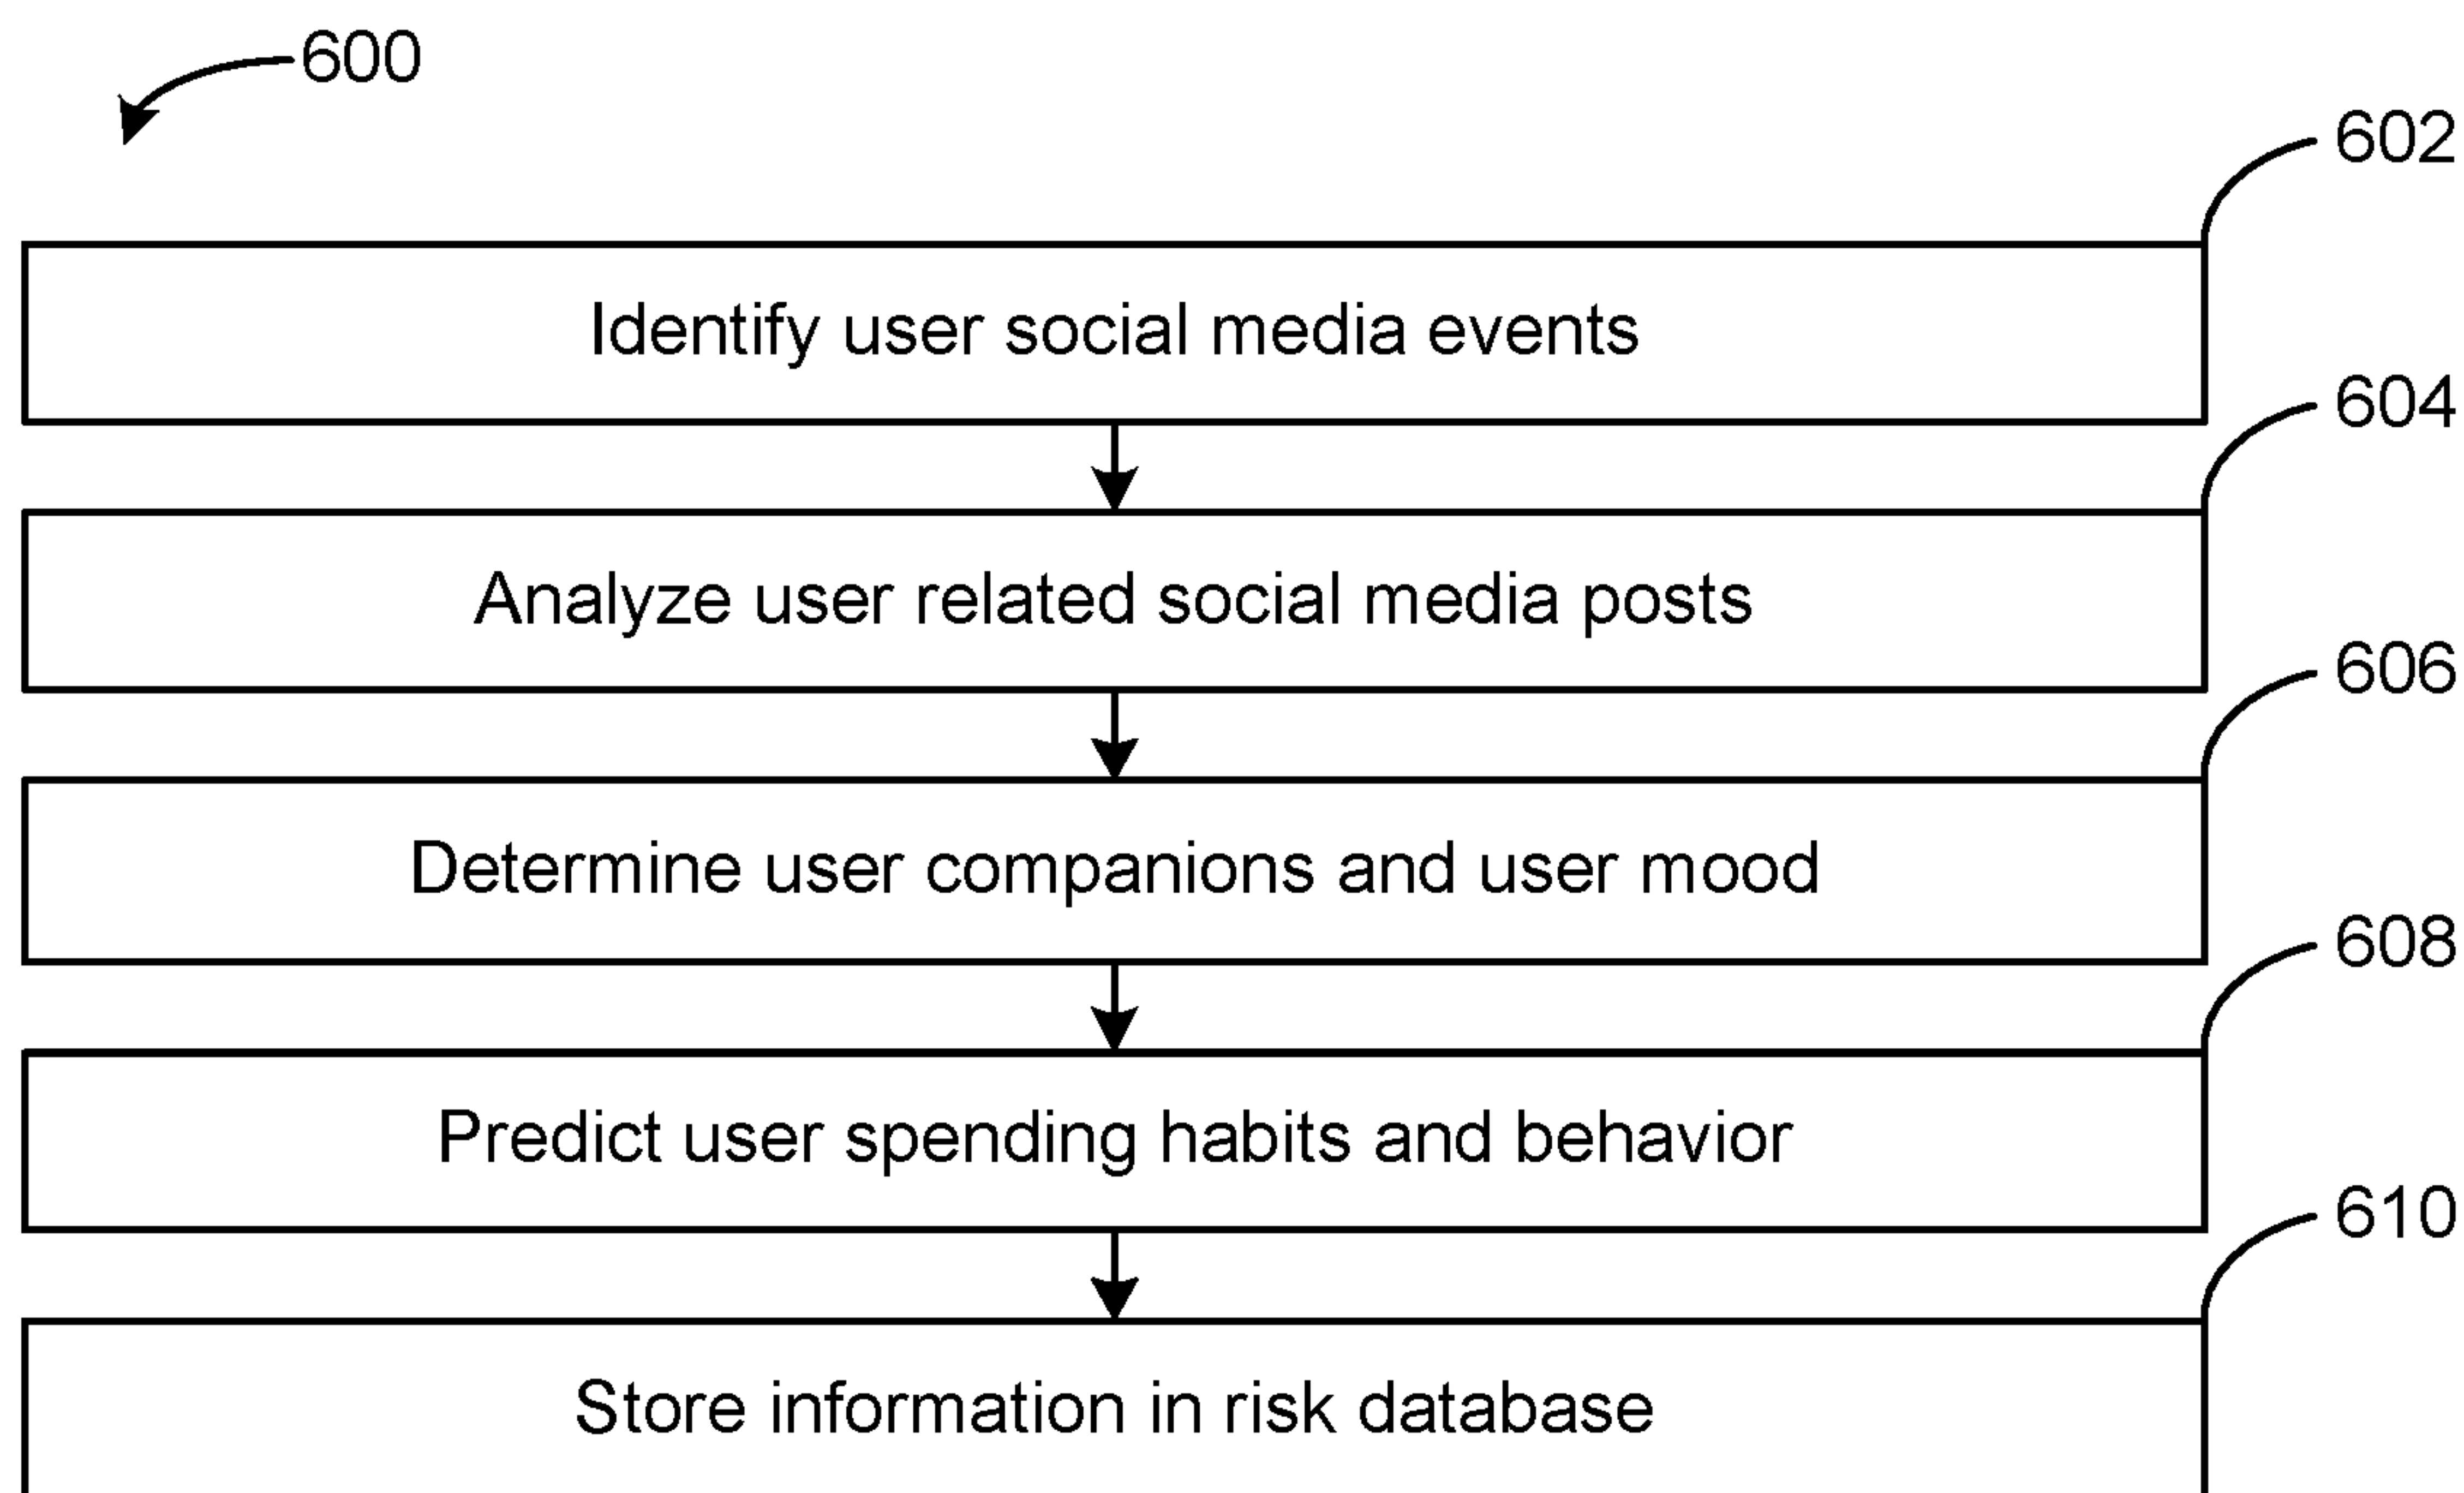 600
602
Identify user social media events
604
Analyze user related social media posts
606
Determine user companions and user mood
608
Predict user spending habits and behavior
610
Store information in risk database